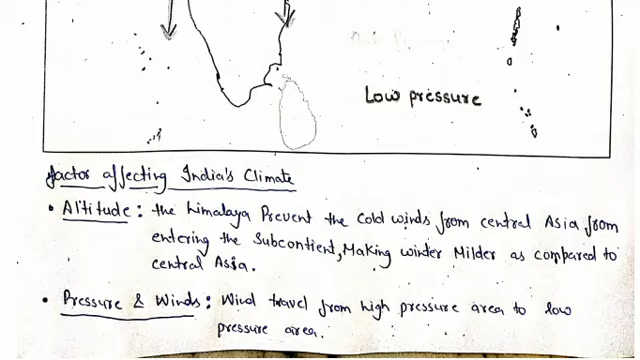 Low pressure
factor affecting India's Climate
• Altitude : the himalaya Prevent the cold winds from central Asia from
entering the Subcontient, Making winter Milder as compared to
central Asia.
• Pressure & Winds : Wind travel from high pressure area to low
pressure area.